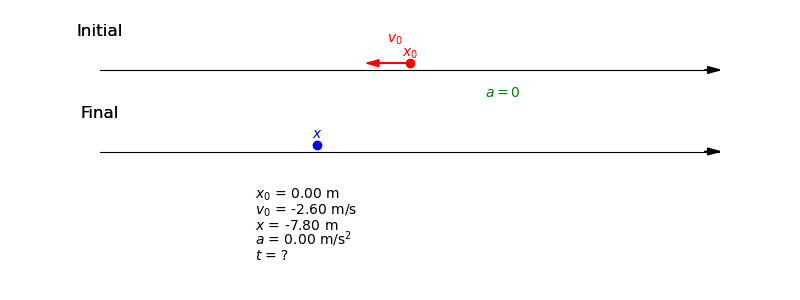 Initial
v₀
x₀
a = 0
Final
x
x₀ = 0.00 m
v₀ = -2.60 m/s
x = -7.80 m
a = 0.00 m/s²
t = ?